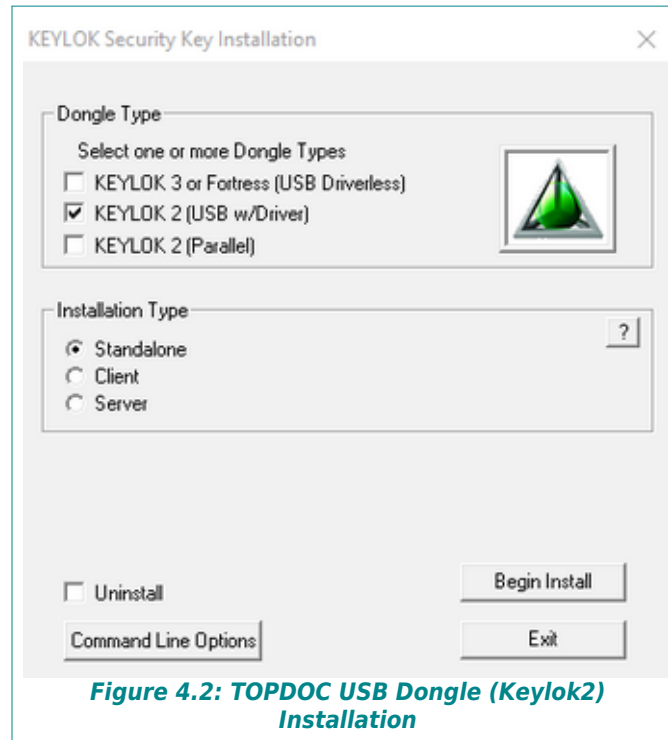 KEYLOK Security Key Installation
Dongle Type
Select one or more Dongle Types
KEYLOK 3 or Fortress (USB Driverless)
KEYLOK 2 (USB w/Driver)
KEYLOK 2 (Parallel)
Installation Type
?
Standalone
Client
Server
Uninstall
Begin Install
Command Line Options
Exit
Figure 4.2: TOPDOC USB Dongle (Keylok2)
Installation